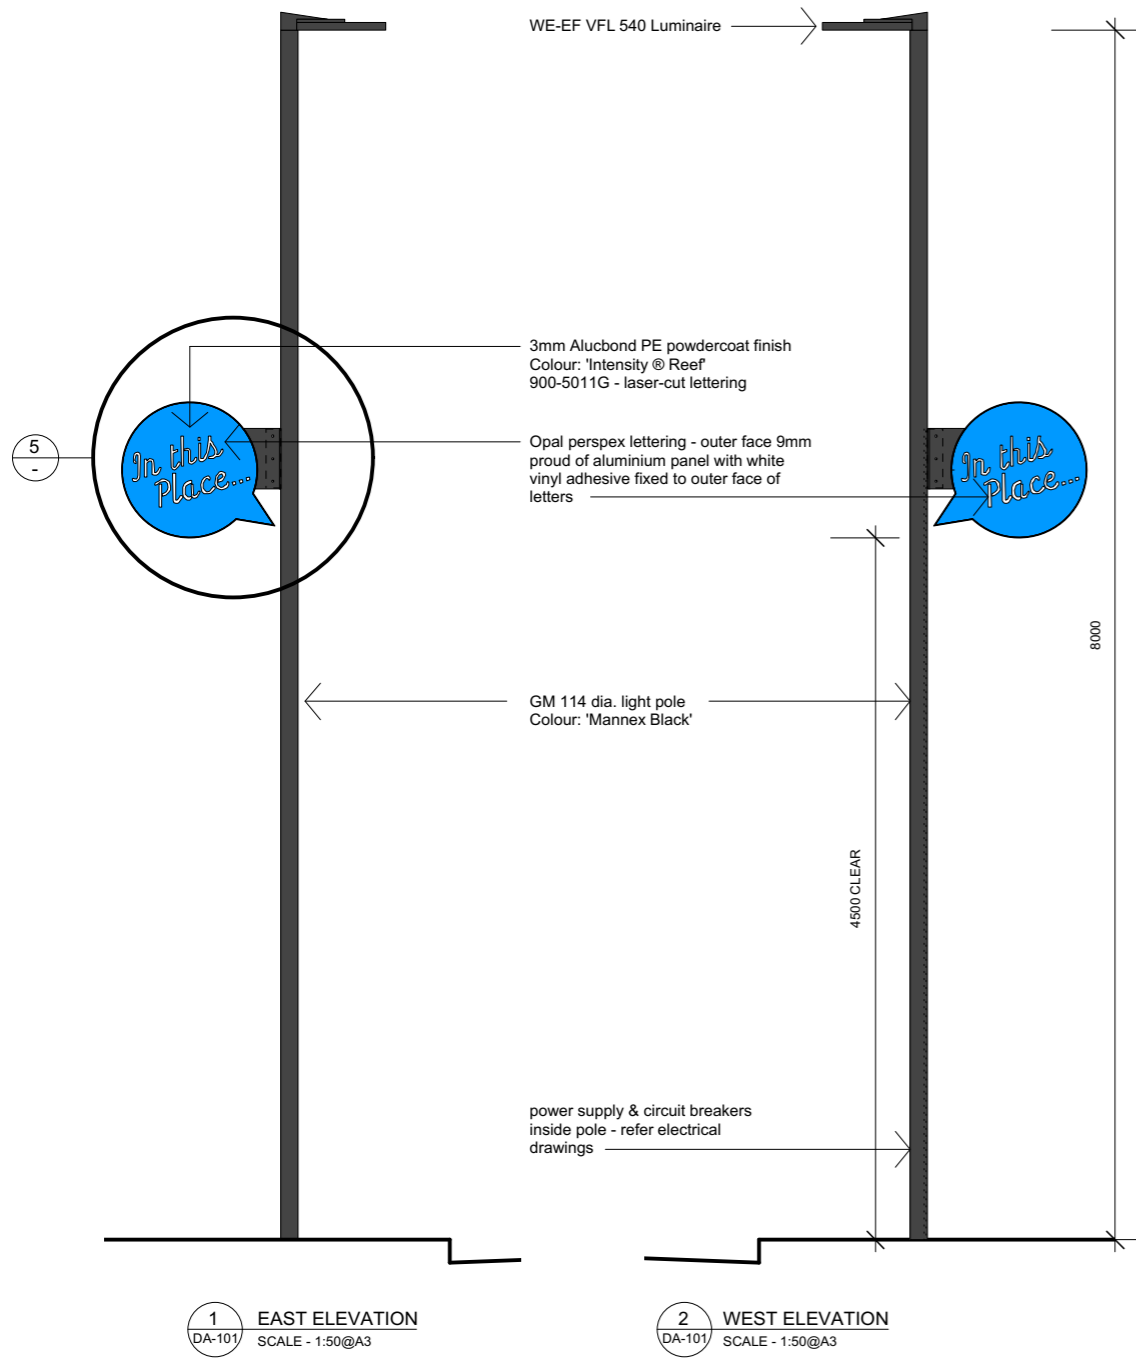 WE-EF VFL 540 Luminaire
3mm Alucbond PE powdercoat finish
Colour: 'Intensity ® Reef'
900-5011G - laser-cut lettering
In this
Place...
5
-
Opal perspex lettering - outer face 9mm
proud of aluminium panel with white
vinyl adhesive fixed to outer face of
letters
In this
Place...
8000
GM 114 dia. light pole
Colour: 'Mannex Black'
4500 CLEAR
power supply & circuit breakers
inside pole - refer electrical
drawings
1
DA-101
EAST ELEVATION
SCALE - 1:50@A3
2
DA-101
WEST ELEVATION
SCALE - 1:50@A3